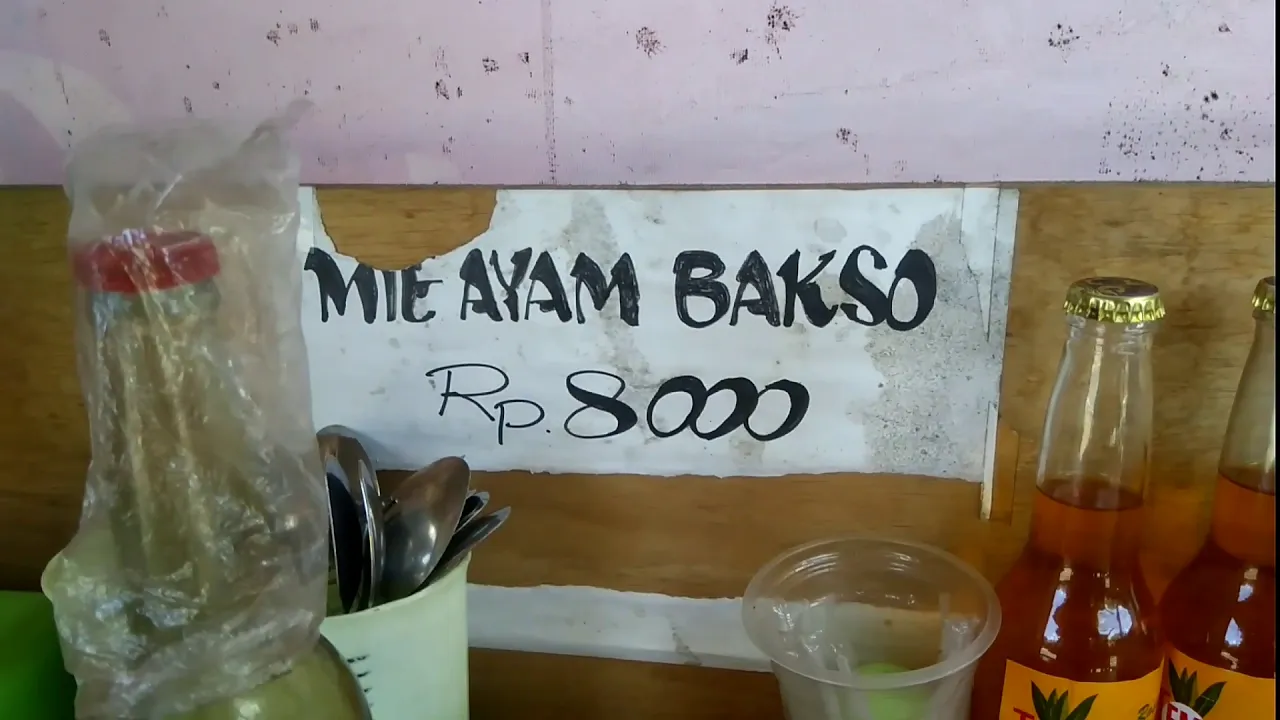 MIE AYAM BAKSO
Rp. 8000